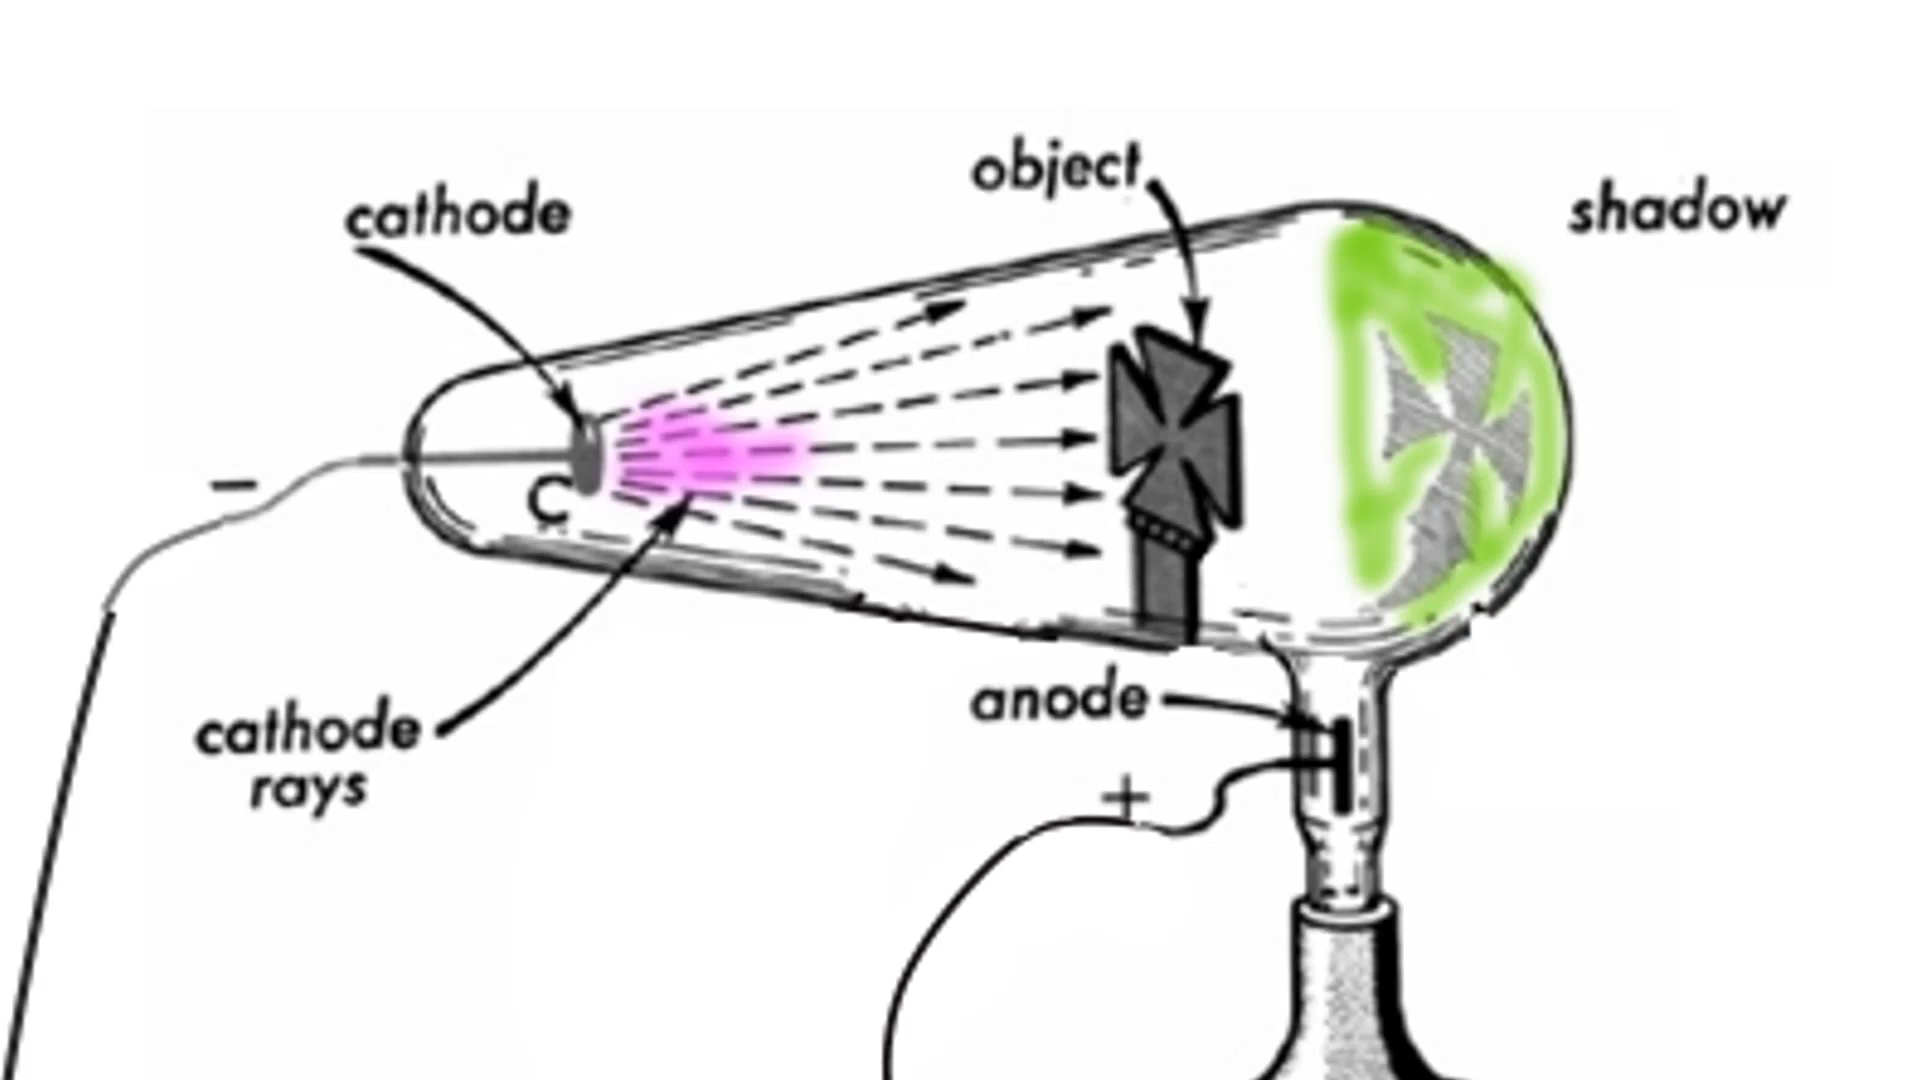 object
shadow
cathode
−
C
anode
cathode
rays
+